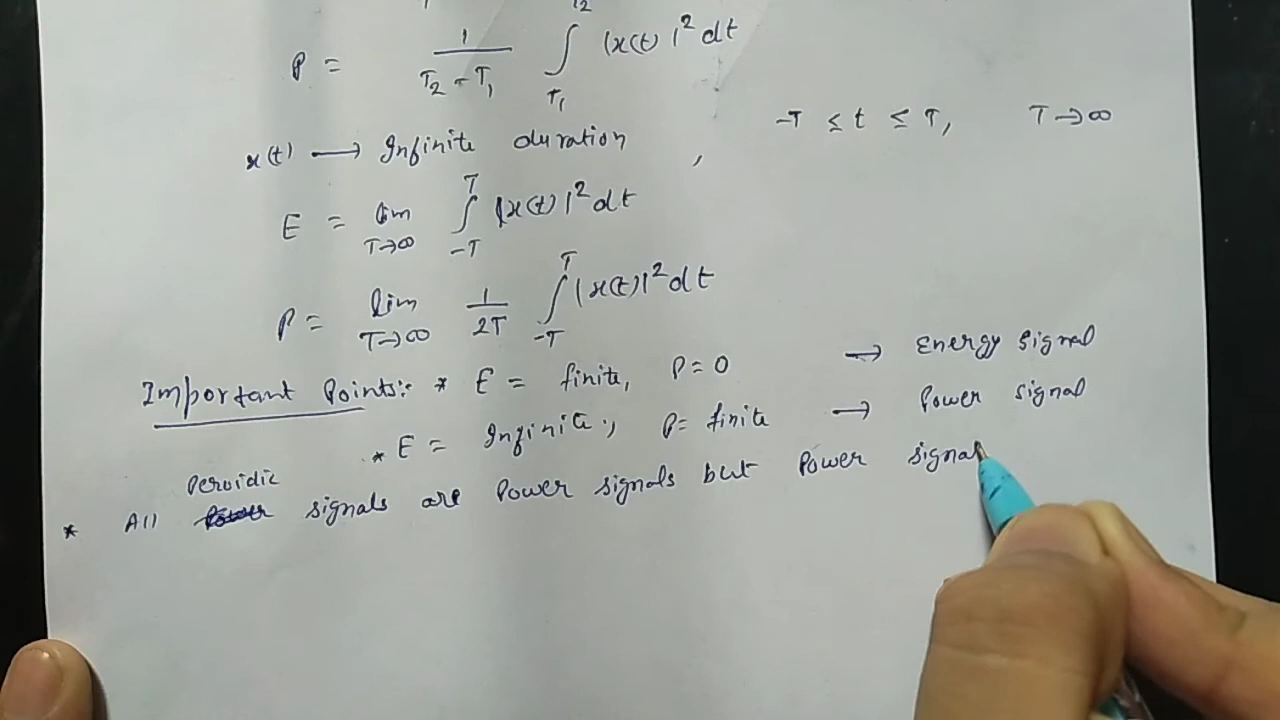 P = 1/(T2 - T1) ∫_{T1}^{T2} |x(t)|^2 dt
x(t) → Infinite duration, -T ≤ t ≤ T, T→∞
E = lim_{T→∞} ∫_{-T}^{T} |x(t)|^2 dt
P = lim_{T→∞} 1/2T ∫_{-T}^{T} |x(t)|^2 dt
Important Points:- * E = finite, P = 0 → Energy signal
* E = Infinite, P = finite → Power signal
* All Peroidic signals are Power signals but Power signal